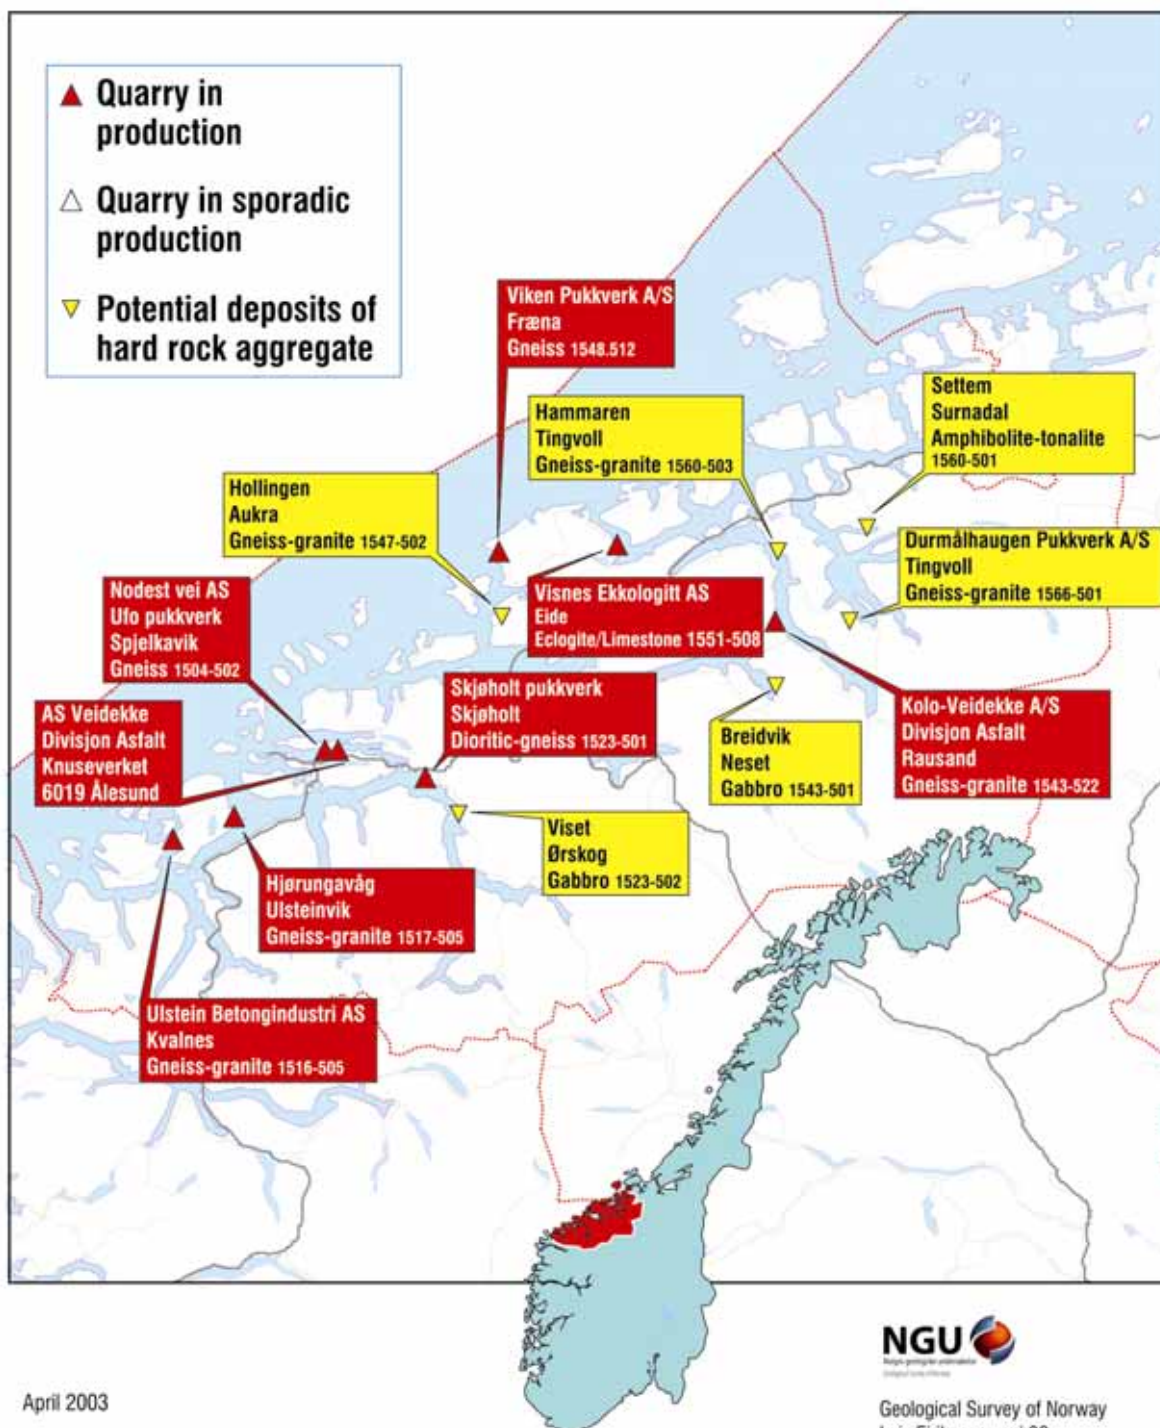 Quarry in
production
Quarry in sporadic
production
Potential deposits of
hard rock aggregate
Viken Pukkverk A/S
Fræna
Gneiss 1548.512
Hammaren
Tingvoll
Gneiss-granite 1560-503
Settem
Surnadal
Amphibolite-tonalite
1560-501
Hollingen
Aukra
Gneiss-granite 1547-502
Durmålhaugen Pukkverk A/S
Tingvoll
Gneiss-granite 1566-501
Nodest vei AS
Ufo pukkverk
Spjelkavik
Gneiss 1504-502
Visnes Ekkologitt AS
Eide
Eclogite/Limestone 1551-508
Skjøholt pukkverk
Skjøholt
Dioritic-gneiss 1523-501
AS Veidekke
Divisjon Asfalt
Knuseverket
6019 Ålesund
Breidvik
Neset
Gabbro 1543-501
Kolo-Veidekke A/S
Divisjon Asfalt
Rausand
Gneiss-granite 1543-522
Viset
Ørskog
Gabbro 1523-502
Hjørungavåg
Ulsteinvik
Gneiss-granite 1517-505
Ulstein Betongindustri AS
Kvalnes
Gneiss-granite 1516-505
NGU
April 2003
Geological Survey of Norway